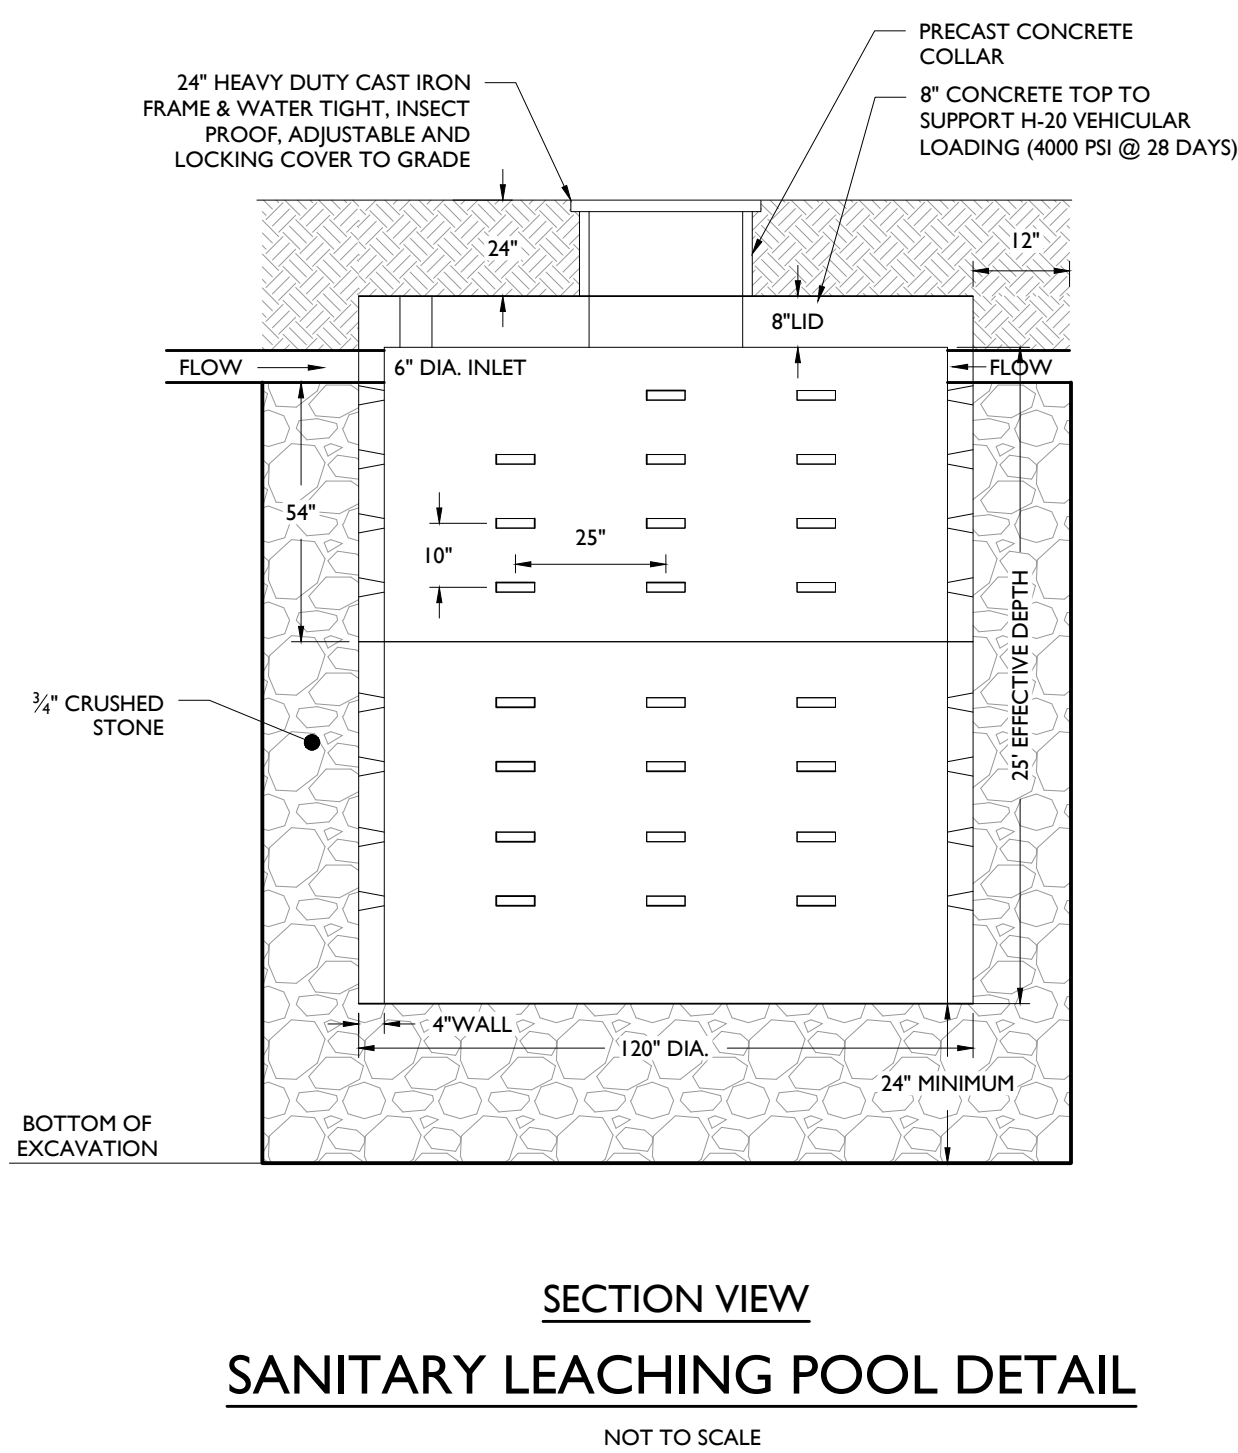 PRECAST CONCRETE
COLLAR
24" HEAVY DUTY CAST IRON
FRAME & WATER TIGHT, INSECT
PROOF, ADJUSTABLE AND
LOCKING COVER TO GRADE
8" CONCRETE TOP TO
SUPPORT H-20 VEHICULAR
LOADING (4000 PSI @ 28 DAYS)
24"
12"
8"LID
FLOW
6" DIA. INLET
FLOW
54"
10"
25"
25' EFFECTIVE DEPTH
¾" CRUSHED
STONE
4"WALL
120" DIA.
24" MINIMUM
BOTTOM OF
EXCAVATION
SECTION VIEW
SANITARY LEACHING POOL DETAIL
NOT TO SCALE